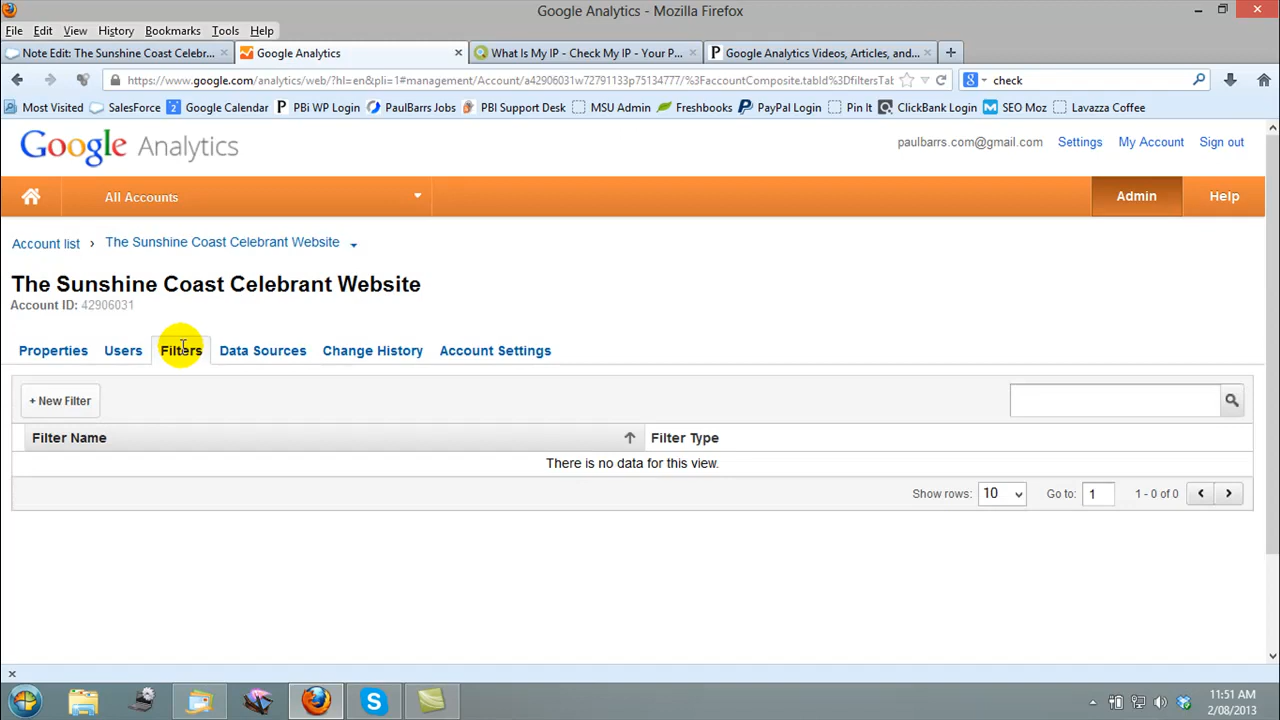 Google Analytics - Mozilla Firefox
File Edit View History Bookmarks Tools Help
Note Edit: The Sunshine Coast Celebr... Google Analytics What Is My IP - Check My IP - Your P... Google Analytics Videos, Articles, and...
https://www.google.com/analytics/web/?hl=en&pli=1#management/Account/a42906031w72791133p75134777/%3FaccountComposite.tabId%3DfiltersTab check
Most Visited SalesForce Google Calendar PBi WP Login PaulBarrs Jobs PBI Support Desk MSU Admin Freshbooks PayPal Login Pin It ClickBank Login SEO Moz Lavazza Coffee
Google Analytics
paulbarrs.com@gmail.com Settings My Account Sign out
All Accounts Admin Help
Account list › The Sunshine Coast Celebrant Website
The Sunshine Coast Celebrant Website
Account ID: 42906031
Properties Users Filters Data Sources Change History Account Settings
+ New Filter
Filter Name Filter Type
There is no data for this view.
Show rows: 10 Go to: 1 1 - 0 of 0
11:51 AM
2/08/2013